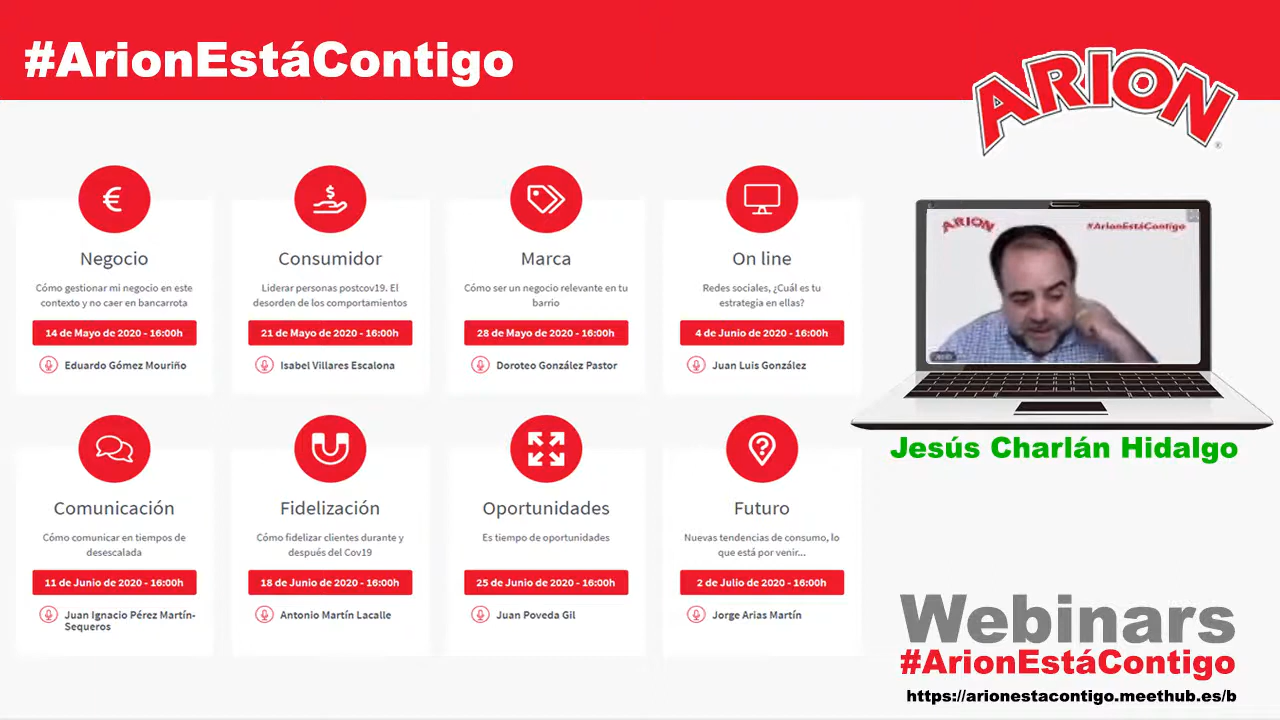 #ArionEstáContigo
ARION
®
Negocio
Cómo gestionar mi negocio en este
contexto y no caer en bancarrota
14 de Mayo de 2020 - 16:00h
Eduardo Gómez Mouriño
Consumidor
Liderar personas postcov19. El
desorden de los comportamientos
21 de Mayo de 2020 - 16:00h
Isabel Villares Escalona
Marca
Cómo ser un negocio relevante en tu
barrio
28 de Mayo de 2020 - 16:00h
Doroteo González Pastor
On line
Redes sociales, ¿Cuál es tu
estrategia en ellas?
4 de Junio de 2020 - 16:00h
Juan Luis González
ARION
#ArionEstáContigo
Jesús Charlán Hidalgo
Comunicación
Cómo comunicar en tiempos de
desescalada
11 de Junio de 2020 - 16:00h
Juan Ignacio Pérez Martín-
Sequeros
Fidelización
Cómo fidelizar clientes durante y
después del Cov19
18 de Junio de 2020 - 16:00h
Antonio Martín Lacalle
Oportunidades
Es tiempo de oportunidades
25 de Junio de 2020 - 16:00h
Juan Poveda Gil
Futuro
Nuevas tendencias de consumo, lo
que está por venir...
2 de Julio de 2020 - 16:00h
Jorge Arias Martín
Webinars
#ArionEstáContigo
https://arionestacontigo.meethub.es/b